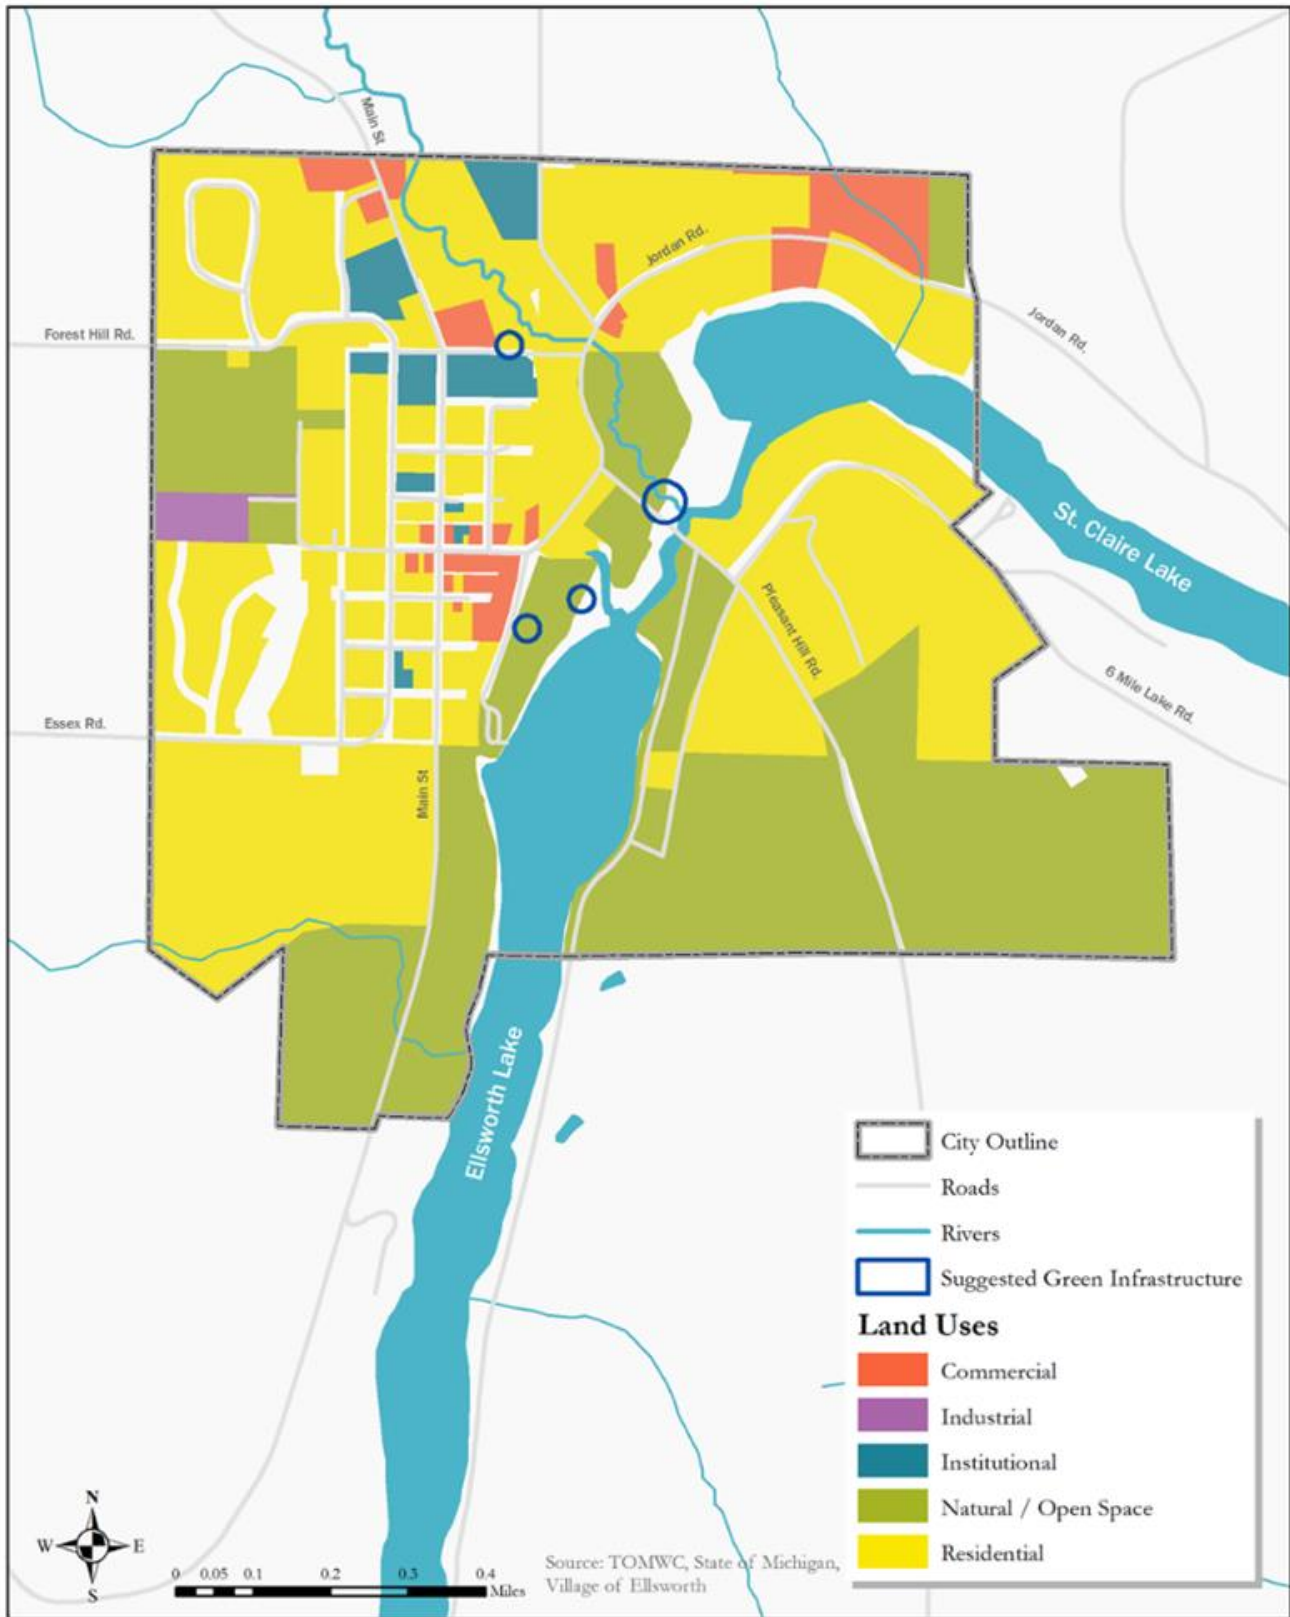 Main St
Jordan Rd.
Forest Hill Rd.
Jordan Rd.
St. Claire Lake
Pleasant Hill Rd.
6 Mile Lake Rd.
Essex Rd.
Main St
Ellsworth Lake
City Outline
Roads
Rivers
Suggested Green Infrastructure
Land Uses
Commercial
Industrial
Institutional
Natural / Open Space
Residential
N
W E
S
0 0.05 0.1 0.2 0.3 0.4
Miles
Source: TOMWC, State of Michigan,
Village of Ellsworth